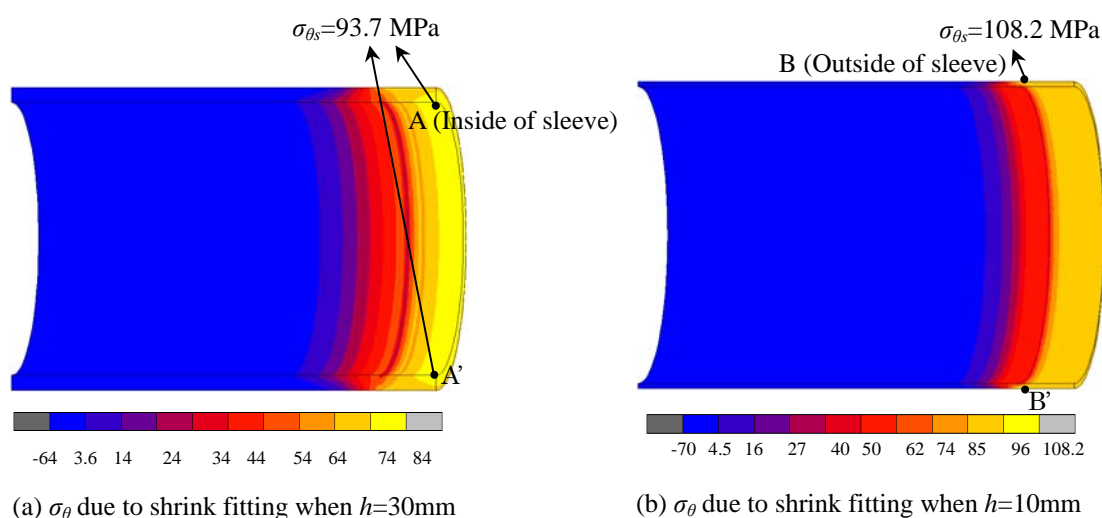 σθs=93.7 MPa
A (Inside of sleeve)
A'
-64 3.6 14 24 34 44 54 64 74 84
(a) σθ due to shrink fitting when h=30mm
σθs=108.2 MPa
B (Outside of sleeve)
B'
-70 4.5 16 27 40 50 62 74 85 96 108.2
(b) σθ due to shrink fitting when h=10mm